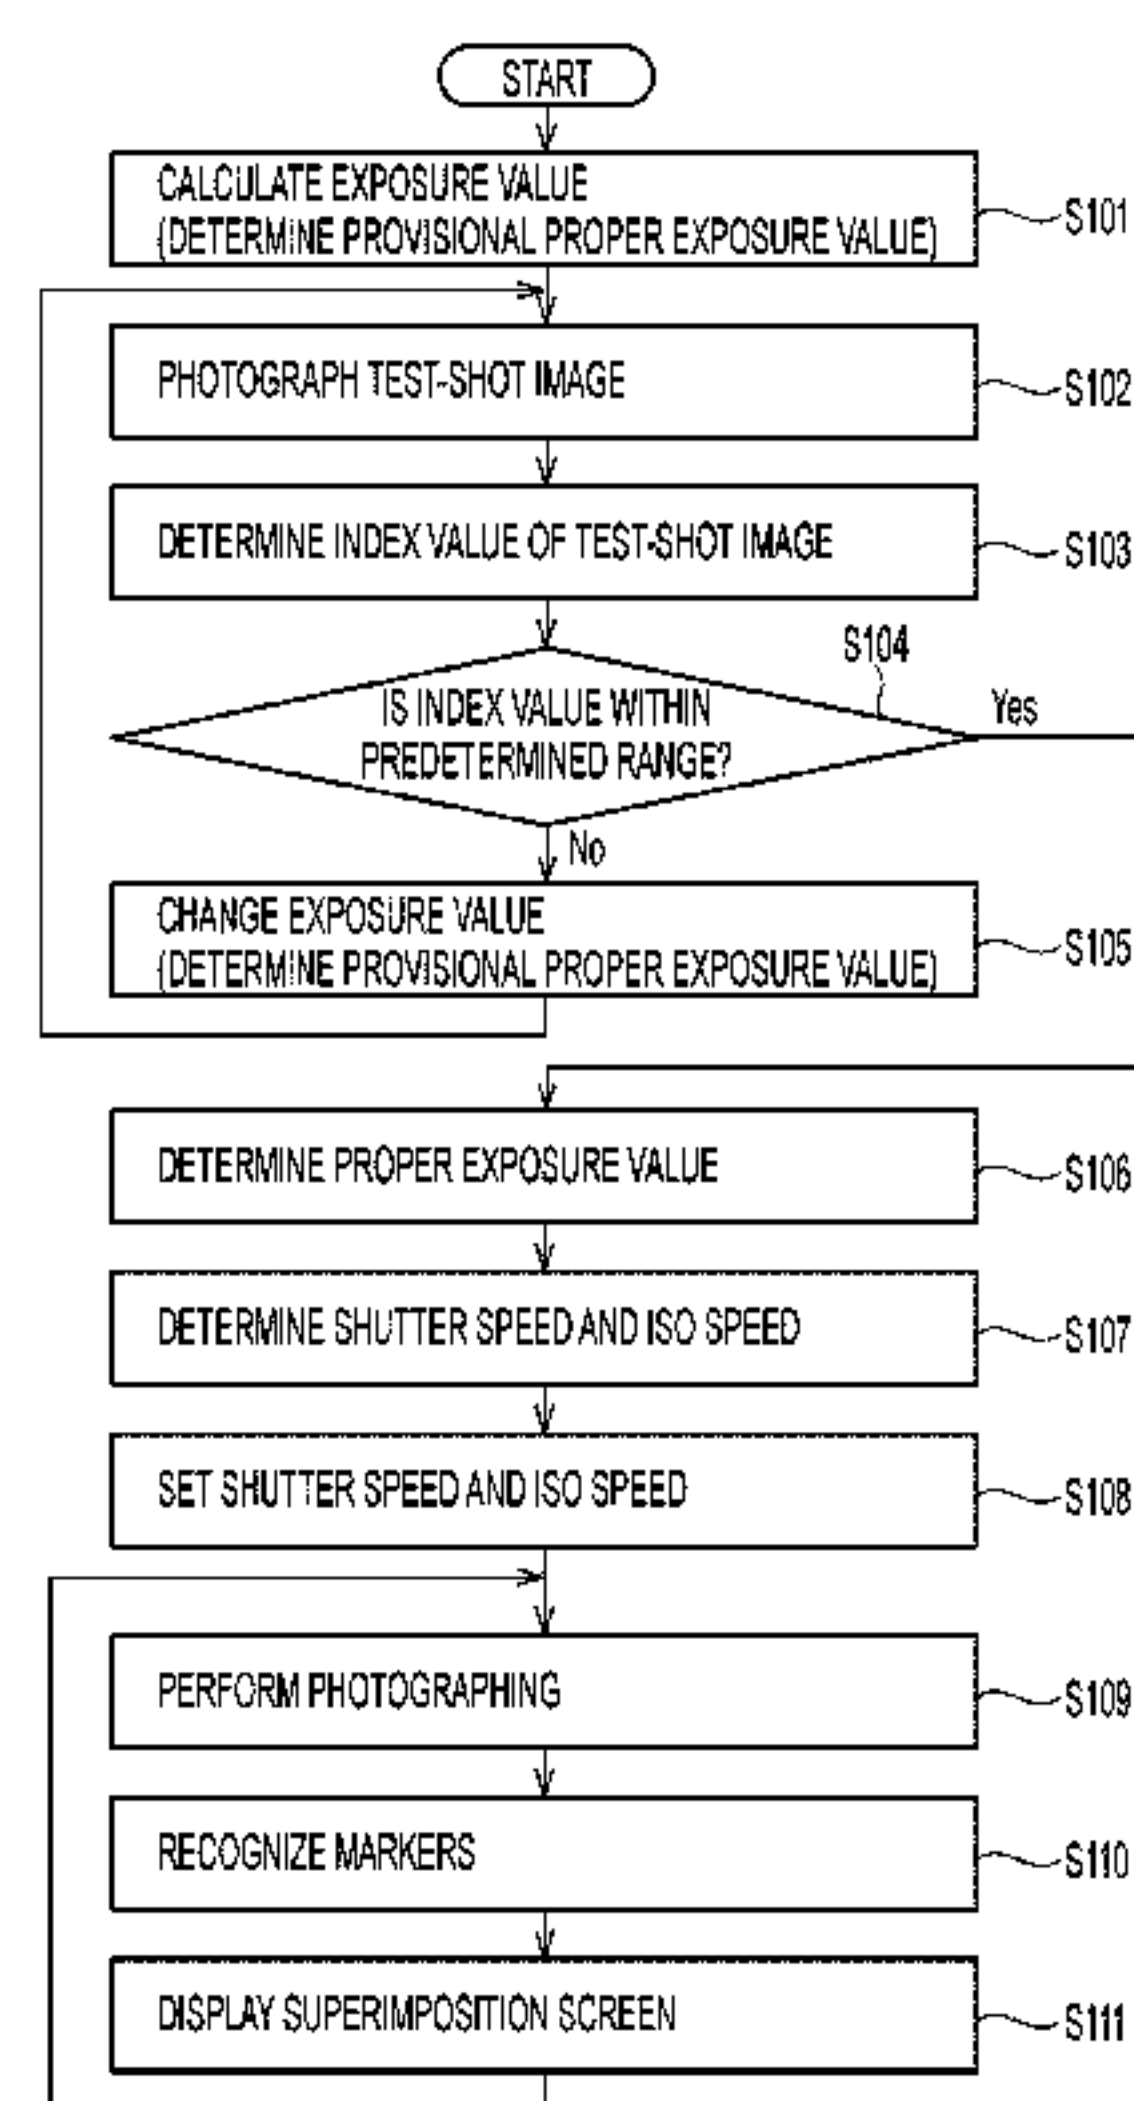 START
CALCULATE EXPOSURE VALUE
(DETERMINE PROVISIONAL PROPER EXPOSURE VALUE)
S101
PHOTOGRAPH TEST-SHOT IMAGE
S102
DETERMINE INDEX VALUE OF TEST-SHOT IMAGE
S103
S104
IS INDEX VALUE WITHIN
PREDETERMINED RANGE?
Yes
No
CHANGE EXPOSURE VALUE
(DETERMINE PROVISIONAL PROPER EXPOSURE VALUE)
S105
DETERMINE PROPER EXPOSURE VALUE
S106
DETERMINE SHUTTER SPEED AND ISO SPEED
S107
SET SHUTTER SPEED AND ISO SPEED
S108
PERFORM PHOTOGRAPHING
S109
RECOGNIZE MARKERS
S110
DISPLAY SUPERIMPOSITION SCREEN
S111